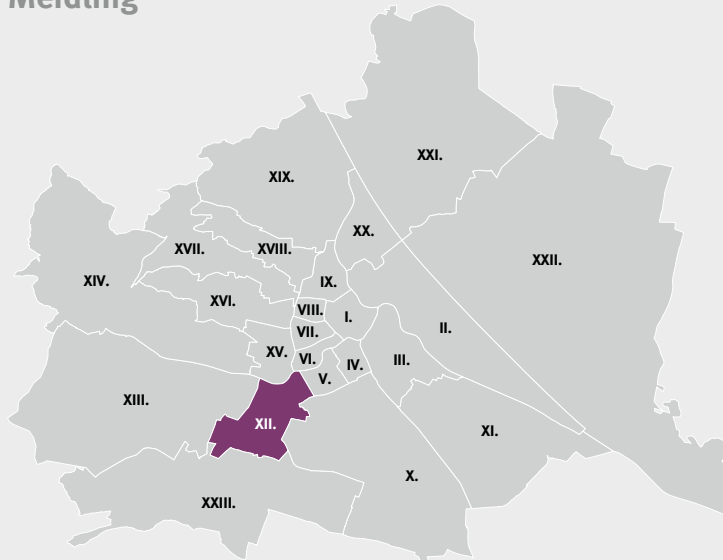 Meidling
XXI.
XIX.
XX.
XVII.
XVIII.
XXII.
XIV.
IX.
XVI.
VIII.
I.
II.
VII.
XV.
VI.
IV.
III.
V.
XIII.
XII.
XI.
X.
XXIII.